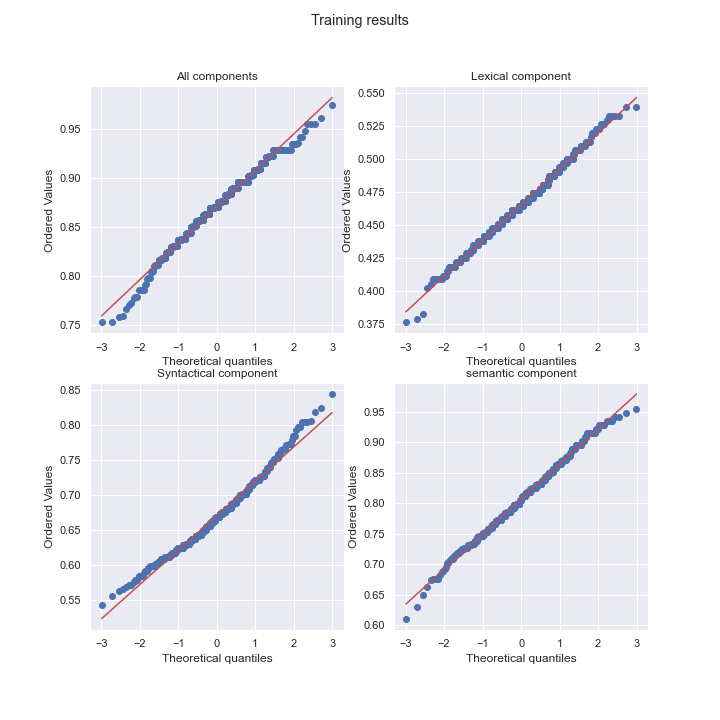 Training results
All components
Lexical component
Ordered Values
0.95
0.90
0.85
0.80
0.75
−3 −2 −1 0 1 2 3
Theoretical quantiles
Ordered Values
0.550
0.525
0.500
0.475
0.450
0.425
0.400
0.375
−3 −2 −1 0 1 2 3
Theoretical quantiles
Syntactical component
semantic component
Ordered Values
0.85
0.80
0.75
0.70
0.65
0.60
0.55
−3 −2 −1 0 1 2 3
Theoretical quantiles
Ordered Values
0.95
0.90
0.85
0.80
0.75
0.70
0.65
0.60
−3 −2 −1 0 1 2 3
Theoretical quantiles